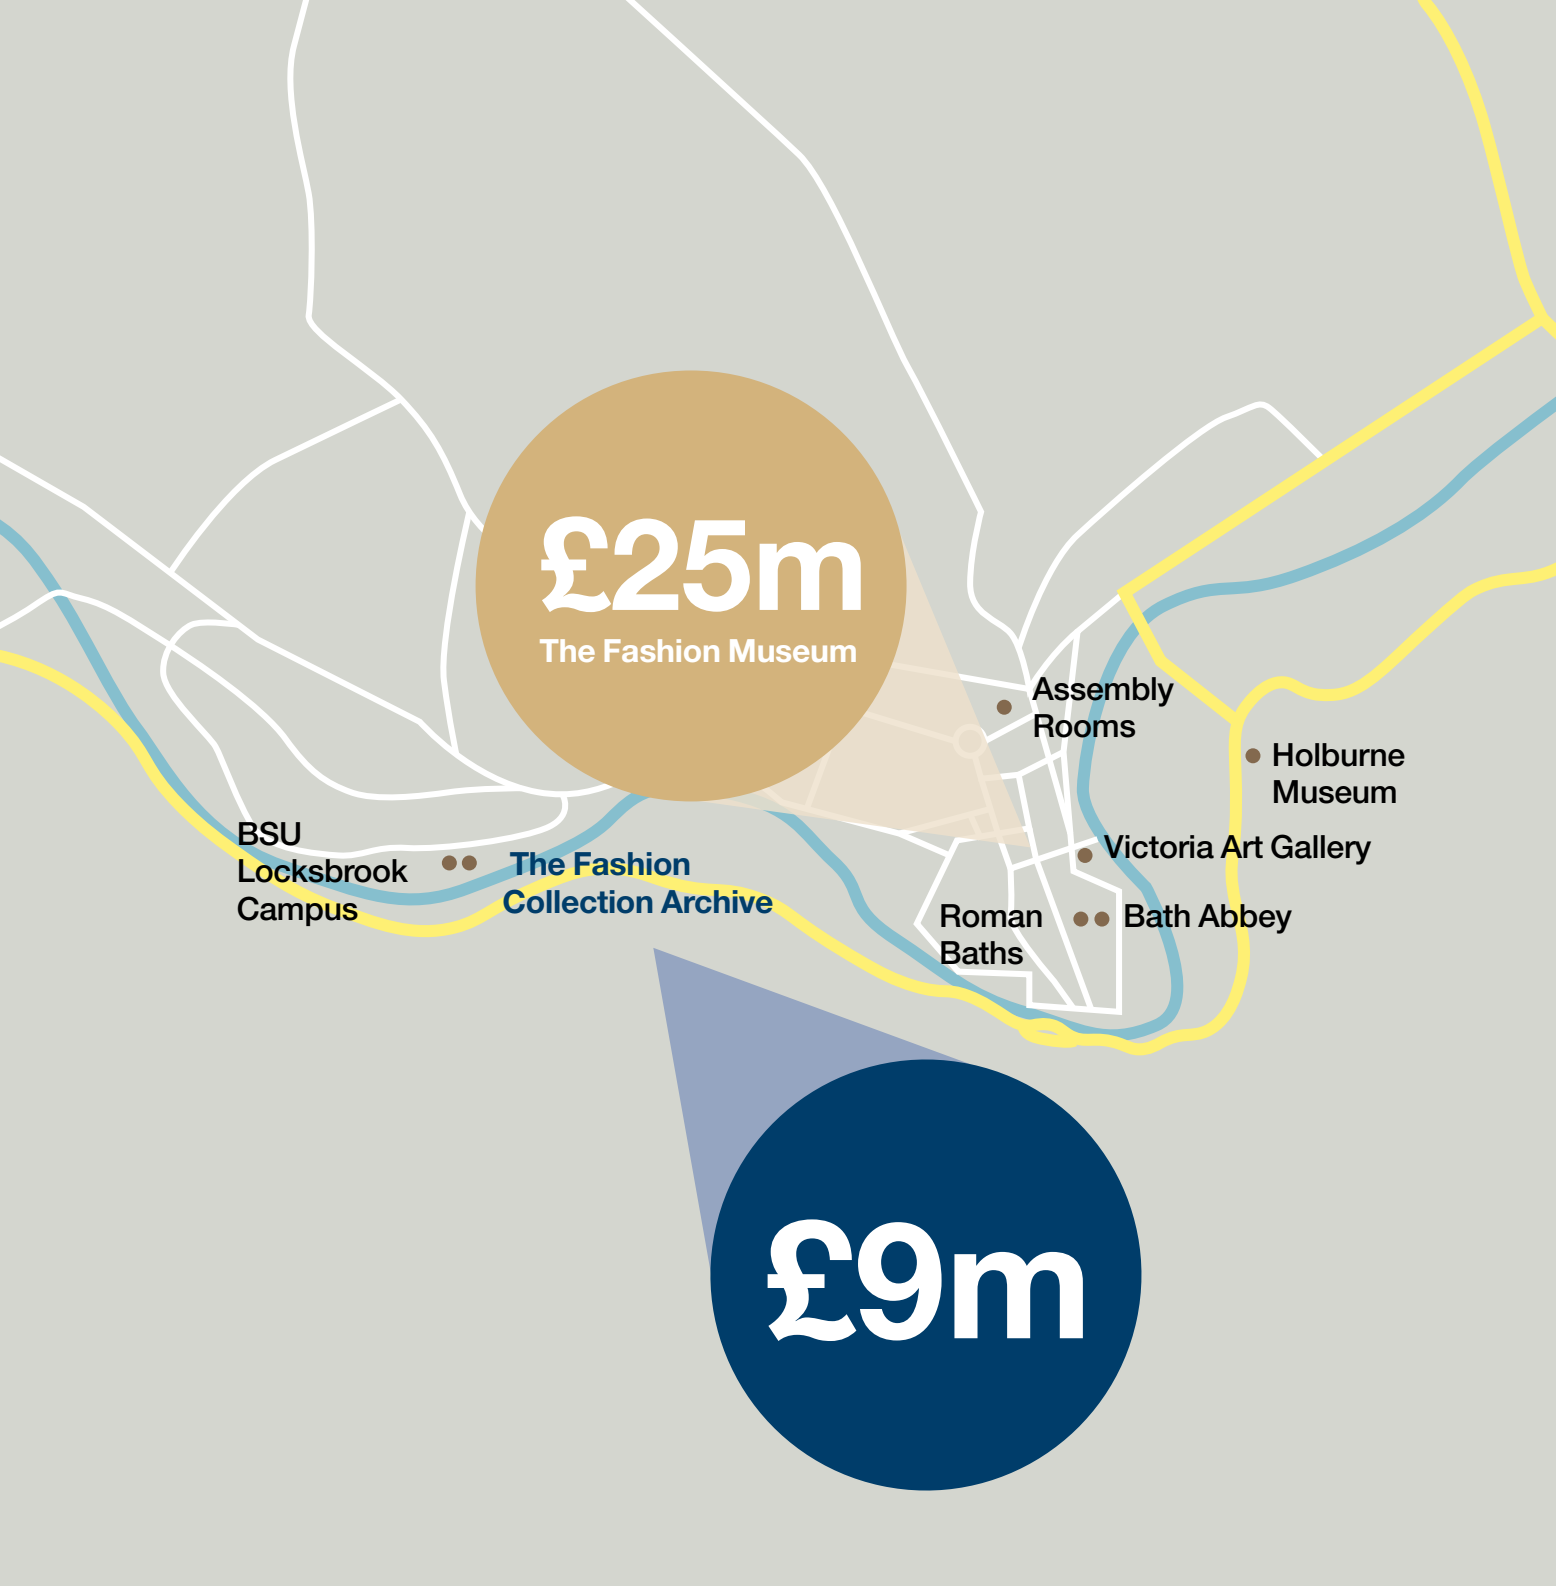 £25m
The Fashion Museum
Assembly
Rooms
Holburne
Museum
BSU
Locksbrook
Campus
The Fashion
Collection Archive
Victoria Art Gallery
Roman
Baths
Bath Abbey
£9m